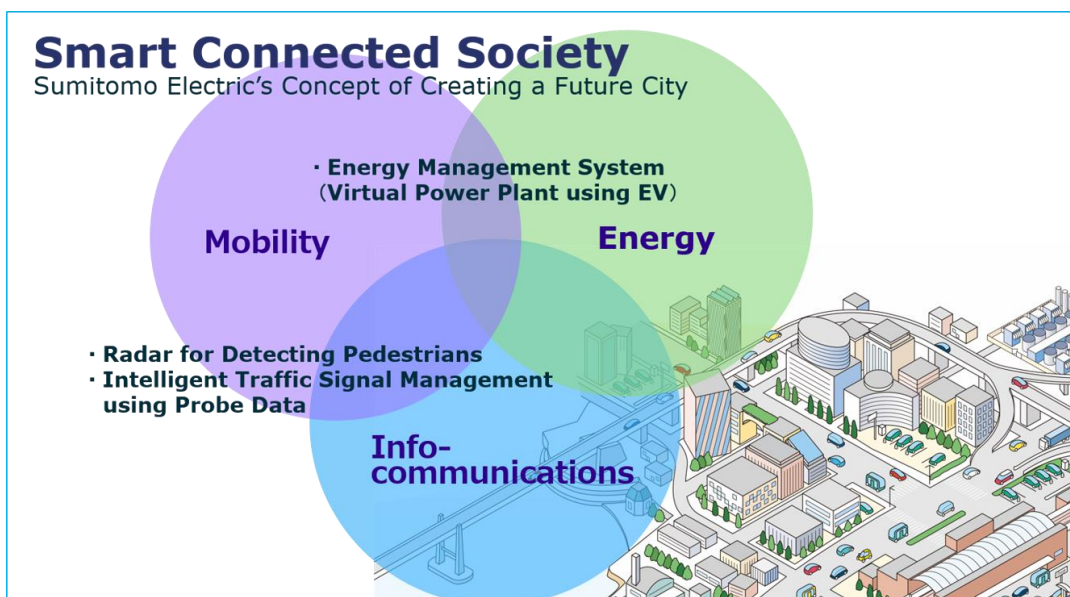 Smart Connected Society
Sumitomo Electric’s Concept of Creating a Future City
· Energy Management System
（Virtual Power Plant using EV）
Mobility
Energy
· Radar for Detecting Pedestrians
· Intelligent Traffic Signal Management
using Probe Data
Info-
communications